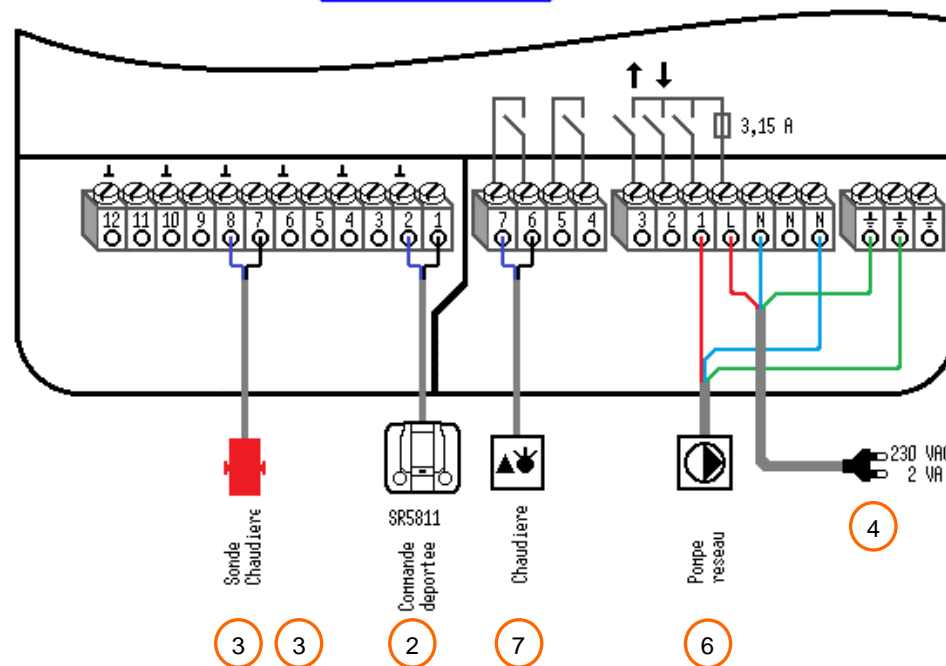 3,15 A
12 11 10 9 8 7 6 5 4 3 2 1
7 6 5 4
3 2 1 L N N N
230 VAC
2 VA
4
SR5811
Sonde
Chaudiere
Commande
deportee
Chaudiere
Pompe
reseau
3 3 2 7 6